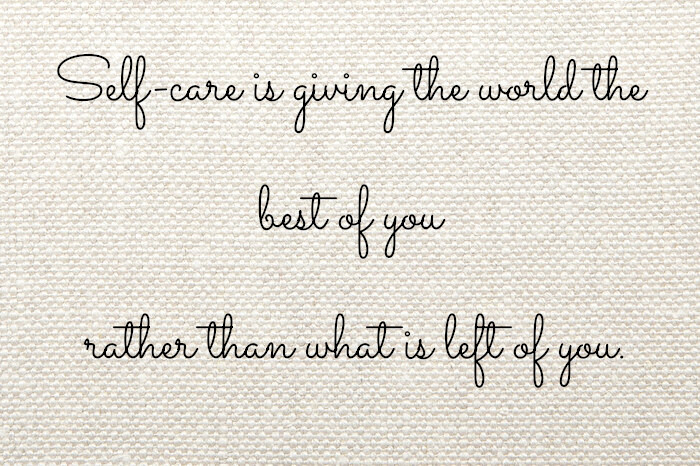 Self-care is giving the world the
best of you
rather than what is left of you.